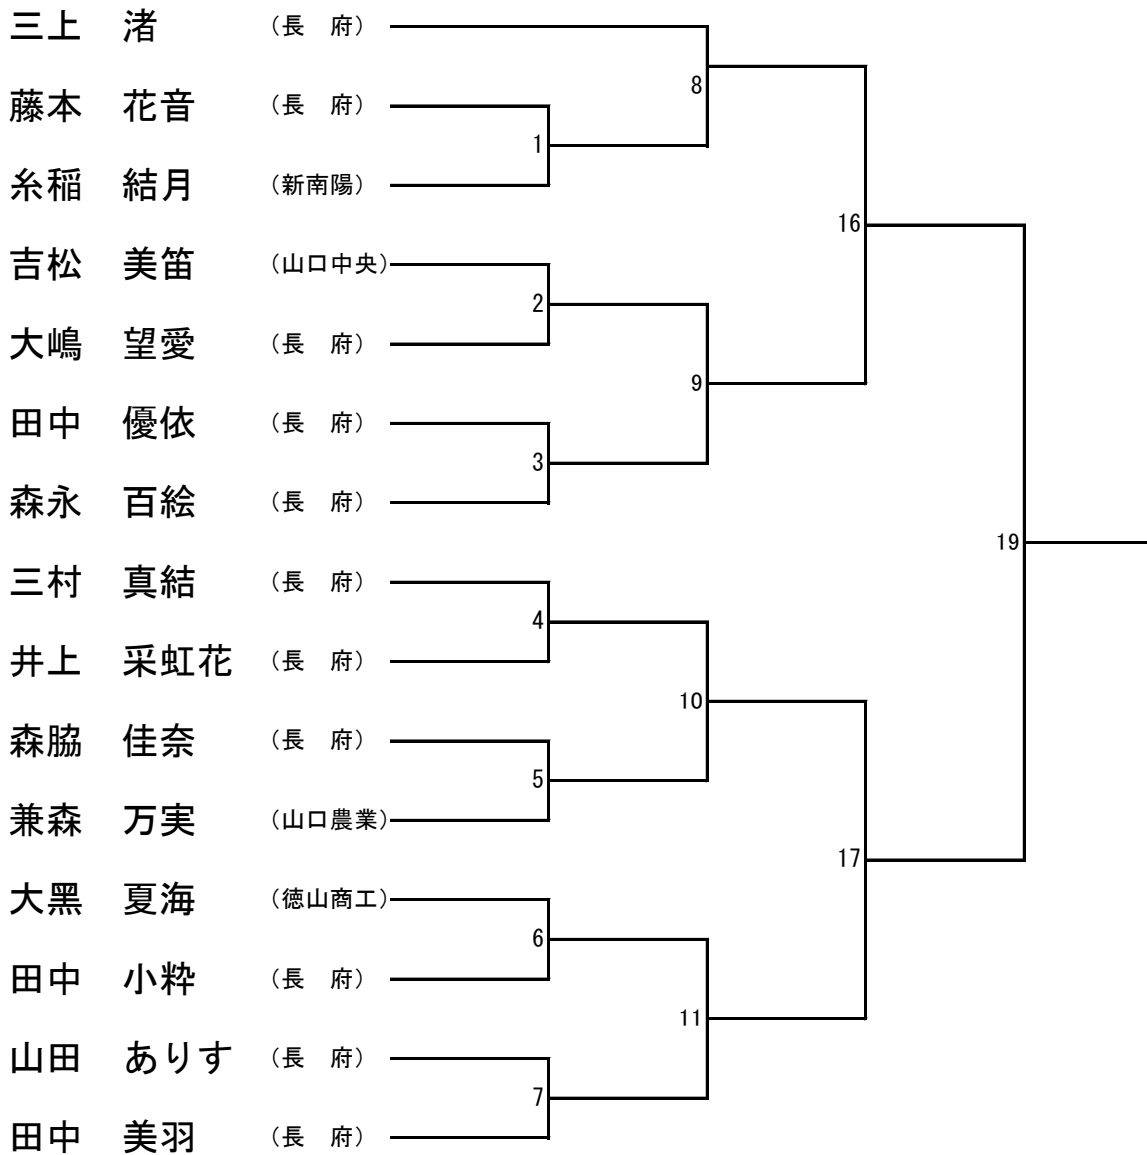 三上 渚 （長 府）
8
藤本 花音 （長 府）
1
糸稲 結月 （新南陽）
16
吉松 美笛 （山口中央）
2
大嶋 望愛 （長 府）
9
田中 優依 （長 府）
3
森永 百絵 （長 府）
19
三村 真結 （長 府）
4
井上 采虹花 （長 府）
10
森脇 佳奈 （長 府）
5
兼森 万実 （山口農業）
17
大黒 夏海 （徳山商工）
6
田中 小粋 （長 府）
11
山田 ありす （長 府）
7
田中 美羽 （長 府）